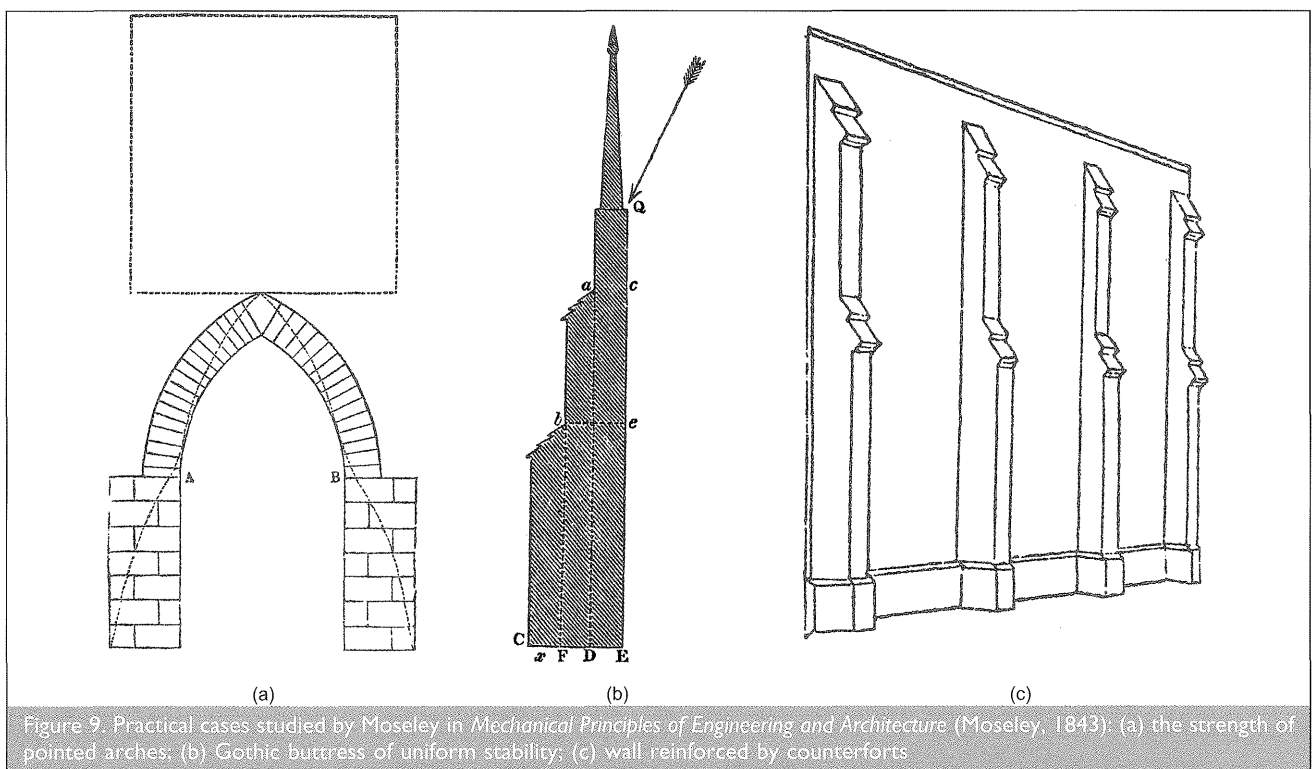 Q
a c
b e
A B
C x F D E
(a) (b) (c)
Figure 9. Practical cases studied by Moseley in Mechanical Principles of Engineering and Architecture (Moseley, 1843): (a) the strength of
pointed arches; (b) Gothic buttress of uniform stability; (c) wall reinforced by counterforts